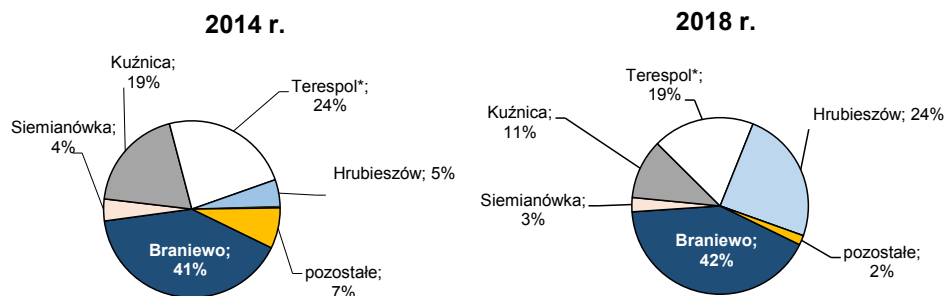 2014 r.
Kuźnica;
19%
Terespol*;
24%
Siemianówka;
4%
Hrubieszów; 5%
Braniewo;
41%
pozostałe;
7%
2018 r.
Terespol*;
19%
Hrubieszów; 24%
Kuźnica;
11%
Siemianówka;
3%
Braniewo;
42%
pozostałe;
2%